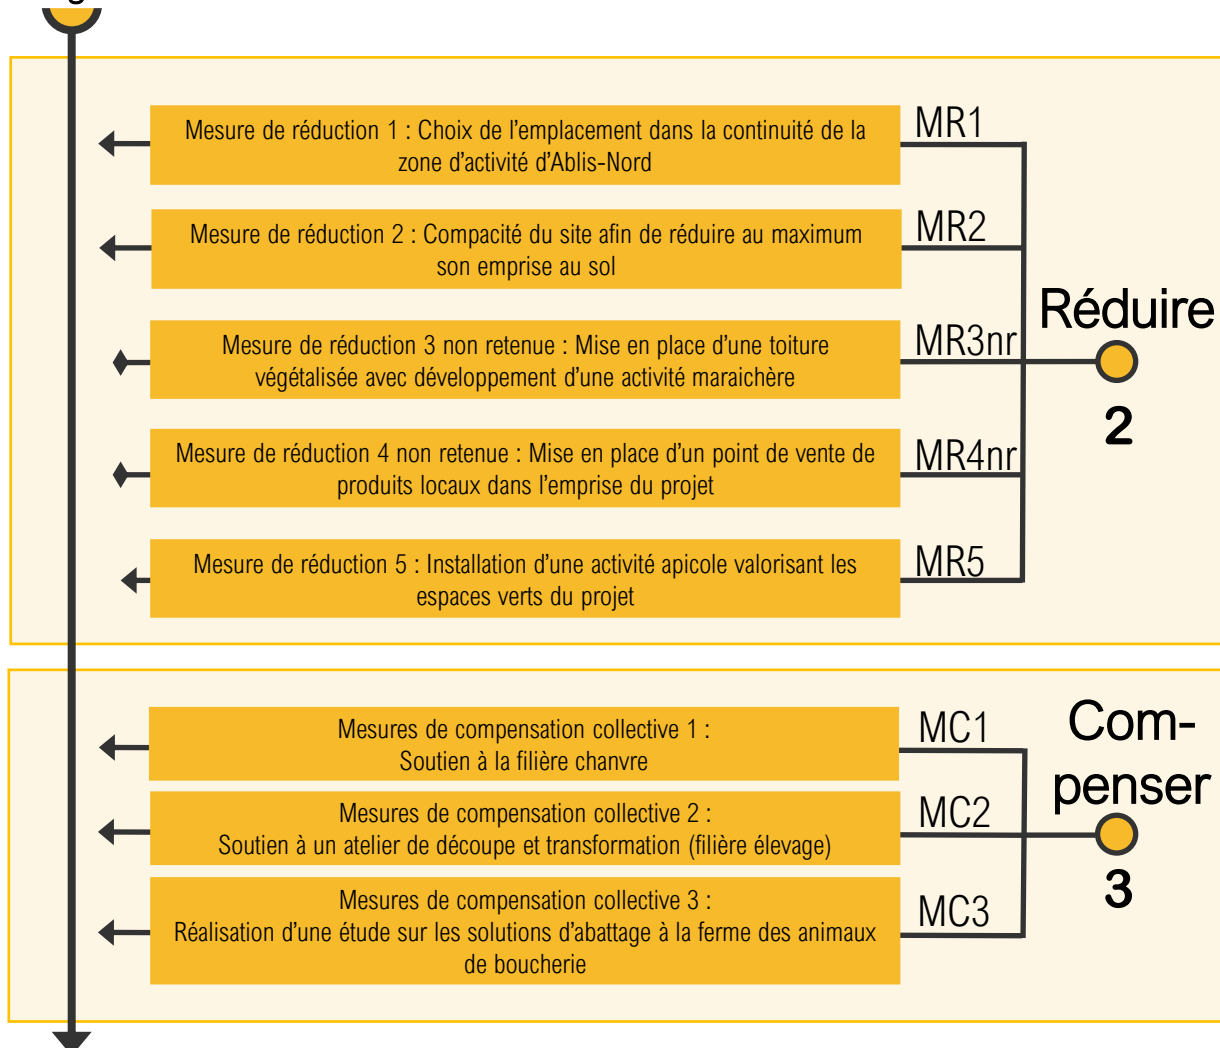 Mesure de réduction 1 : Choix de l'emplacement dans la continuité de la
zone d'activité d'Ablis-Nord
MR1
Mesure de réduction 2 : Compacité du site afin de réduire au maximum
son emprise au sol
MR2
Mesure de réduction 3 non retenue : Mise en place d'une toiture
végétalisée avec développement d'une activité maraichère
MR3nr
Réduire
2
Mesure de réduction 4 non retenue : Mise en place d'un point de vente de
produits locaux dans l'emprise du projet
MR4nr
Mesure de réduction 5 : Installation d'une activité apicole valorisant les
espaces verts du projet
MR5
Mesures de compensation collective 1 :
Soutien à la filière chanvre
MC1
Com-
penser
3
Mesures de compensation collective 2 :
Soutien à un atelier de découpe et transformation (filière élevage)
MC2
Mesures de compensation collective 3 :
Réalisation d'une étude sur les solutions d'abattage à la ferme des animaux
de boucherie
MC3